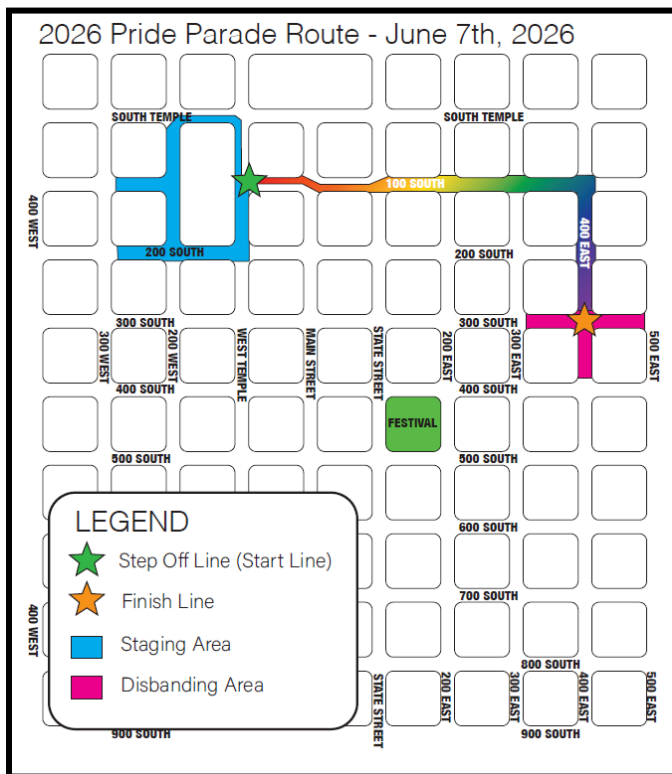 2026 Pride Parade Route - June 7th, 2026
SOUTH TEMPLE
SOUTH TEMPLE
100 SOUTH
400 WEST
400 EAST
200 SOUTH
200 SOUTH
300 SOUTH
300 SOUTH
300 WEST
200 WEST
WEST TEMPLE
MAIN STREET
STATE STREET
200 EAST
300 EAST
500 EAST
400 SOUTH
400 SOUTH
FESTIVAL
500 SOUTH
500 SOUTH
LEGEND
Step Off Line (Start Line)
Finish Line
Staging Area
Disbanding Area
600 SOUTH
700 SOUTH
400 WEST
800 SOUTH
STATE STREET
200 EAST
300 EAST
400 EAST
500 EAST
900 SOUTH
900 SOUTH